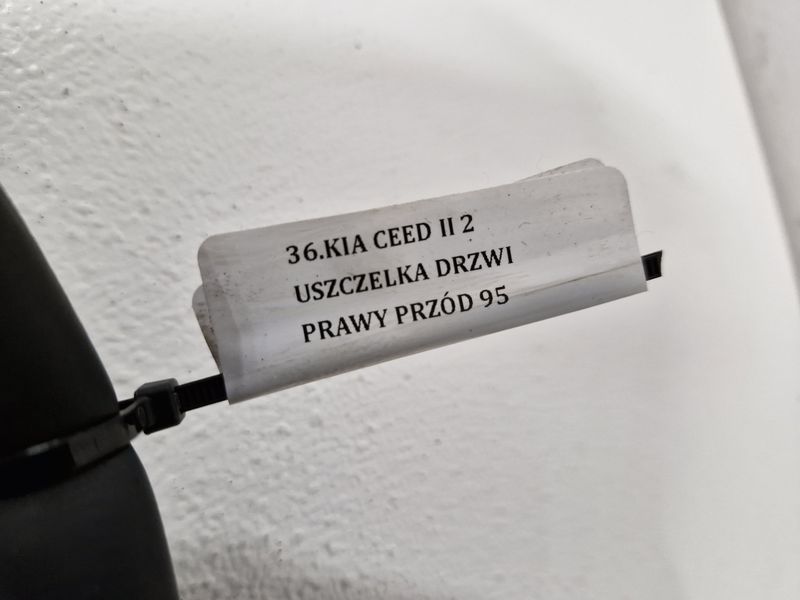 36.KIA CEED II 2
USZCZELKA DRZWI
PRAWY PRZÓD 95